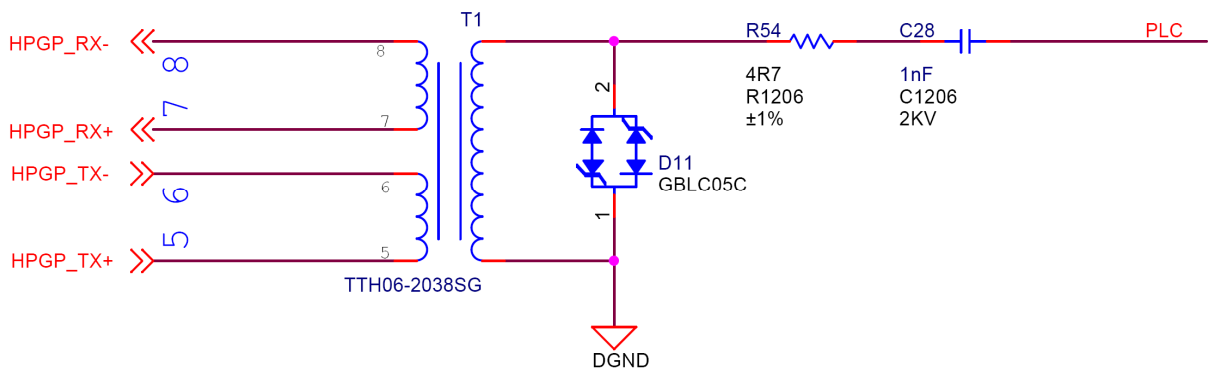 T1
HPGP_RX-
8
8
R54
C28
PLC
4R7
1nF
R1206
C1206
±1%
2KV
2
7
HPGP_RX+
7
HPGP_TX-
6
6
D11
GBLC05C
1
5
HPGP_TX+
5
TTH06-2038SG
DGND